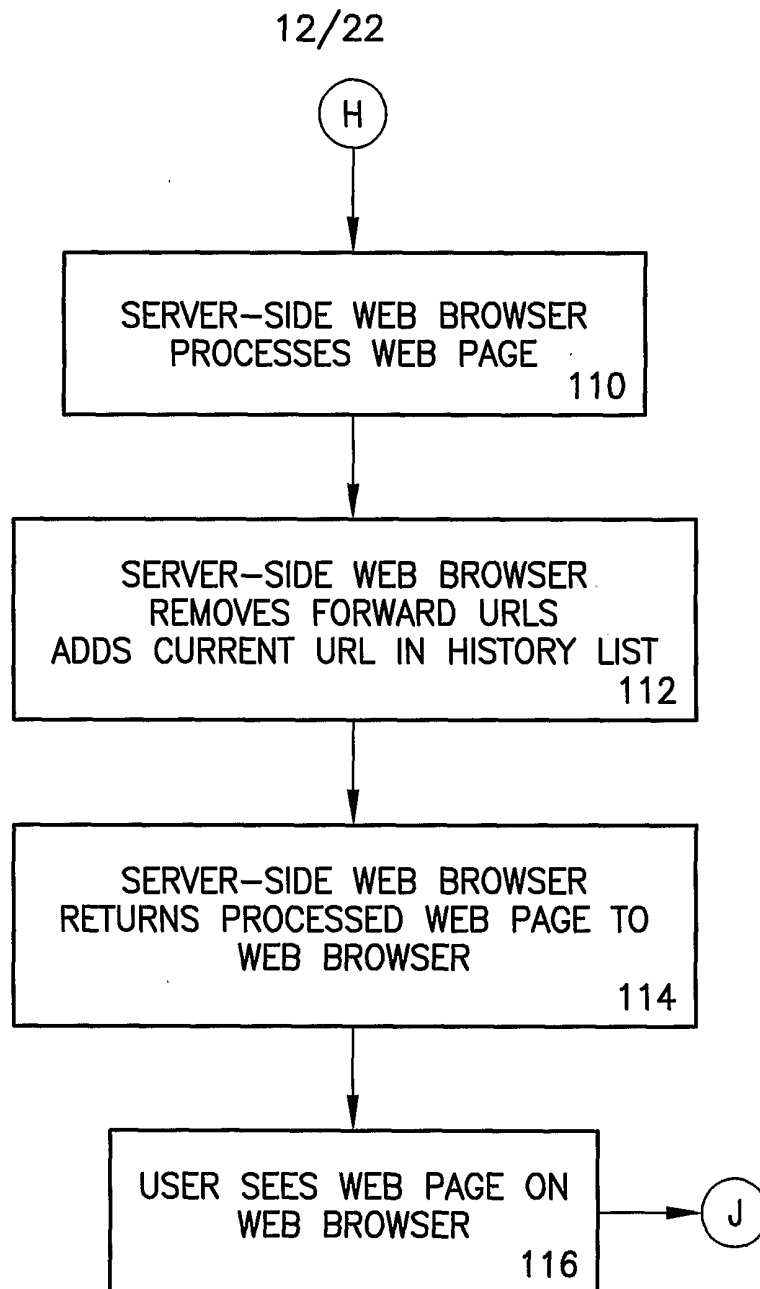 12/22
H
SERVER-SIDE WEB BROWSER
PROCESSES WEB PAGE
110
SERVER-SIDE WEB BROWSER
REMOVES FORWARD URLS
ADDS CURRENT URL IN HISTORY LIST
112
SERVER-SIDE WEB BROWSER
RETURNS PROCESSED WEB PAGE TO
WEB BROWSER
114
USER SEES WEB PAGE ON
WEB BROWSER
116
J